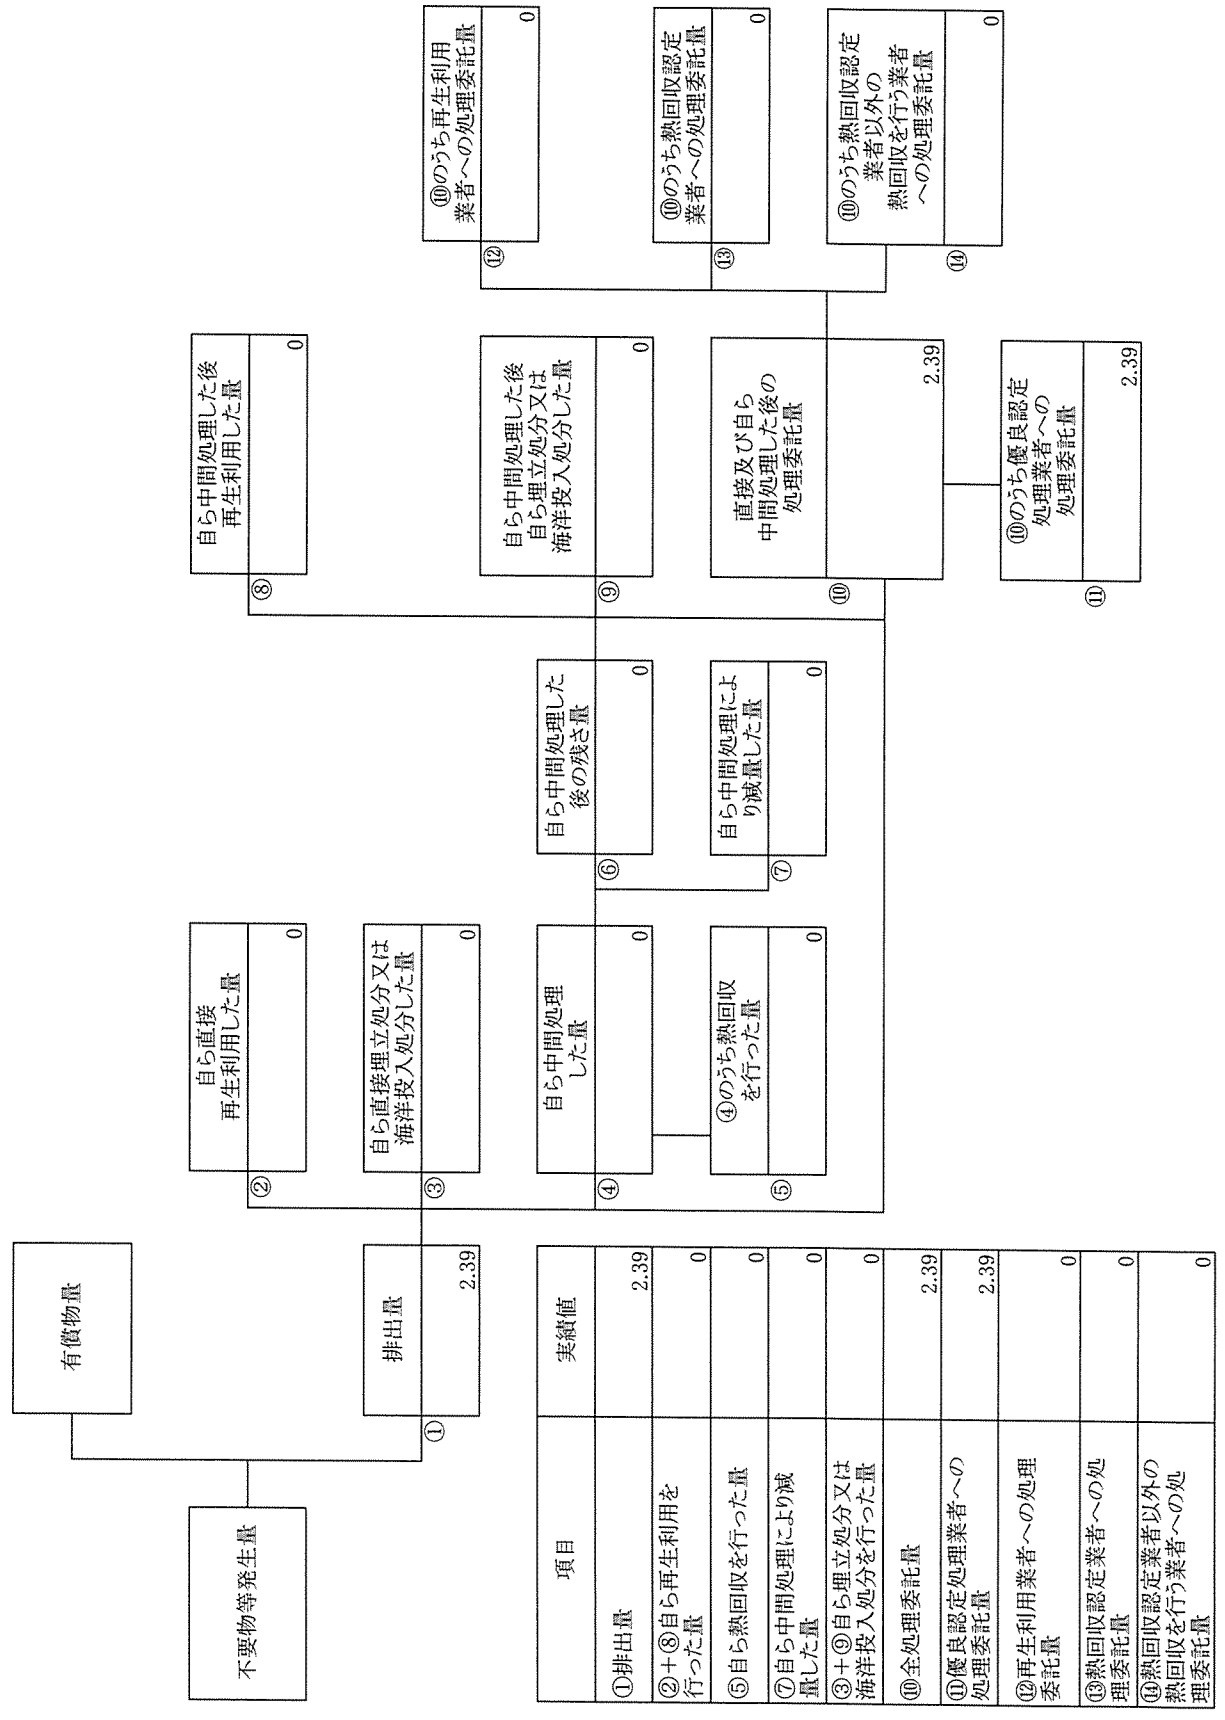 有償物量
不要物等発生量
排出量
①
2.39
自ら直接
再生利用した量
②
0
自ら直接埋立処分又は
海洋投入処分した量
③
0
自ら中間処理
した量
④
0
④のうち熱回収
を行った量
⑤
0
自ら中間処理した
後の残さ量
⑥
0
自ら中間処理によ
り減量した量
⑦
0
自ら中間処理した後
再生利用した量
⑧
0
自ら中間処理した後
自ら埋立処分又は
海洋投入処分した量
⑨
0
直接及び自ら
中間処理した後の
処理委託量
⑩
2.39
⑩のうち優良認定
処理業者への
処理委託量
⑪
2.39
⑩のうち再生利用
業者への処理委託量
⑫
0
⑩のうち熱回収認定
業者への処理委託量
⑬
0
⑩のうち熱回収認定
業者以外の
熱回収を行う業者
への処理委託量
⑭
0
項目 実績値
①排出量 2.39
②+⑧自ら再生利用を
行った量 0
⑤自ら熱回収を行った量 0
⑦自ら中間処理により減
量した量 0
③+⑨自ら埋立処分又は
海洋投入処分を行った量 0
⑩全処理委託量 2.39
⑪優良認定処理業者への
処理委託量 2.39
⑫再生利用業者への処理
委託量 0
⑬熱回収認定業者への処
理委託量 0
⑭熱回収認定業者以外の
熱回収を行う業者への処
理委託量 0